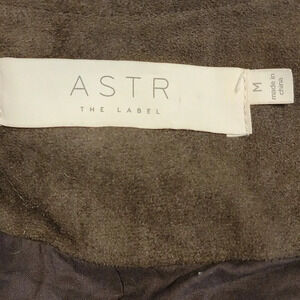 ASTR
THE LABEL
M
made in
china